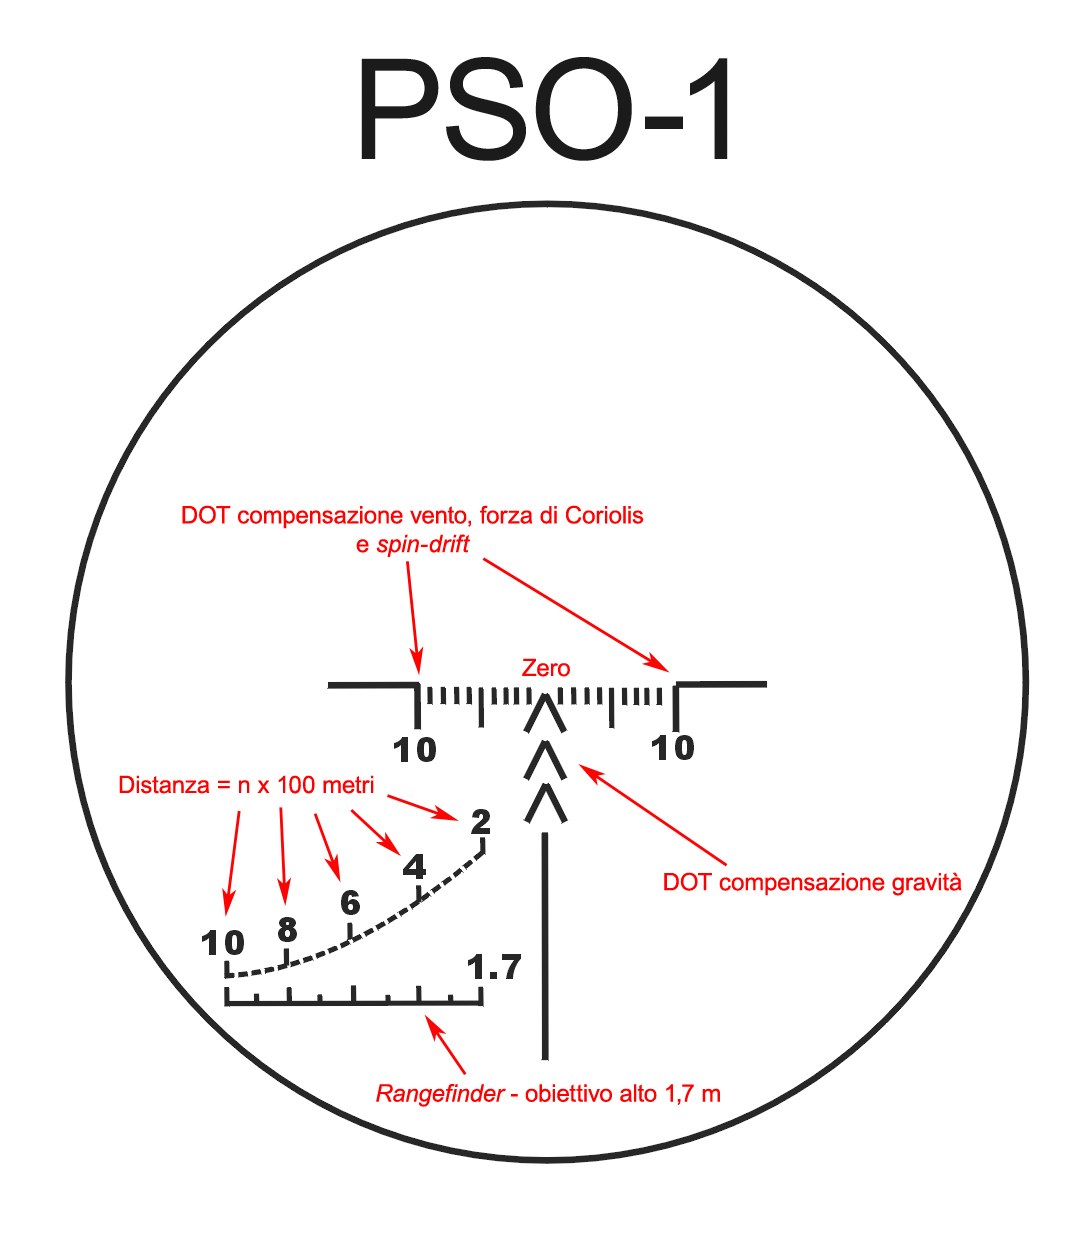 PSO-1
DOT compensazione vento, forza di Coriolis
e spin-drift
Zero
10
10
Distanza = n x 100 metri
2
4
6
8
10
DOT compensazione gravità
1.7
Rangefinder - obiettivo alto 1,7 m